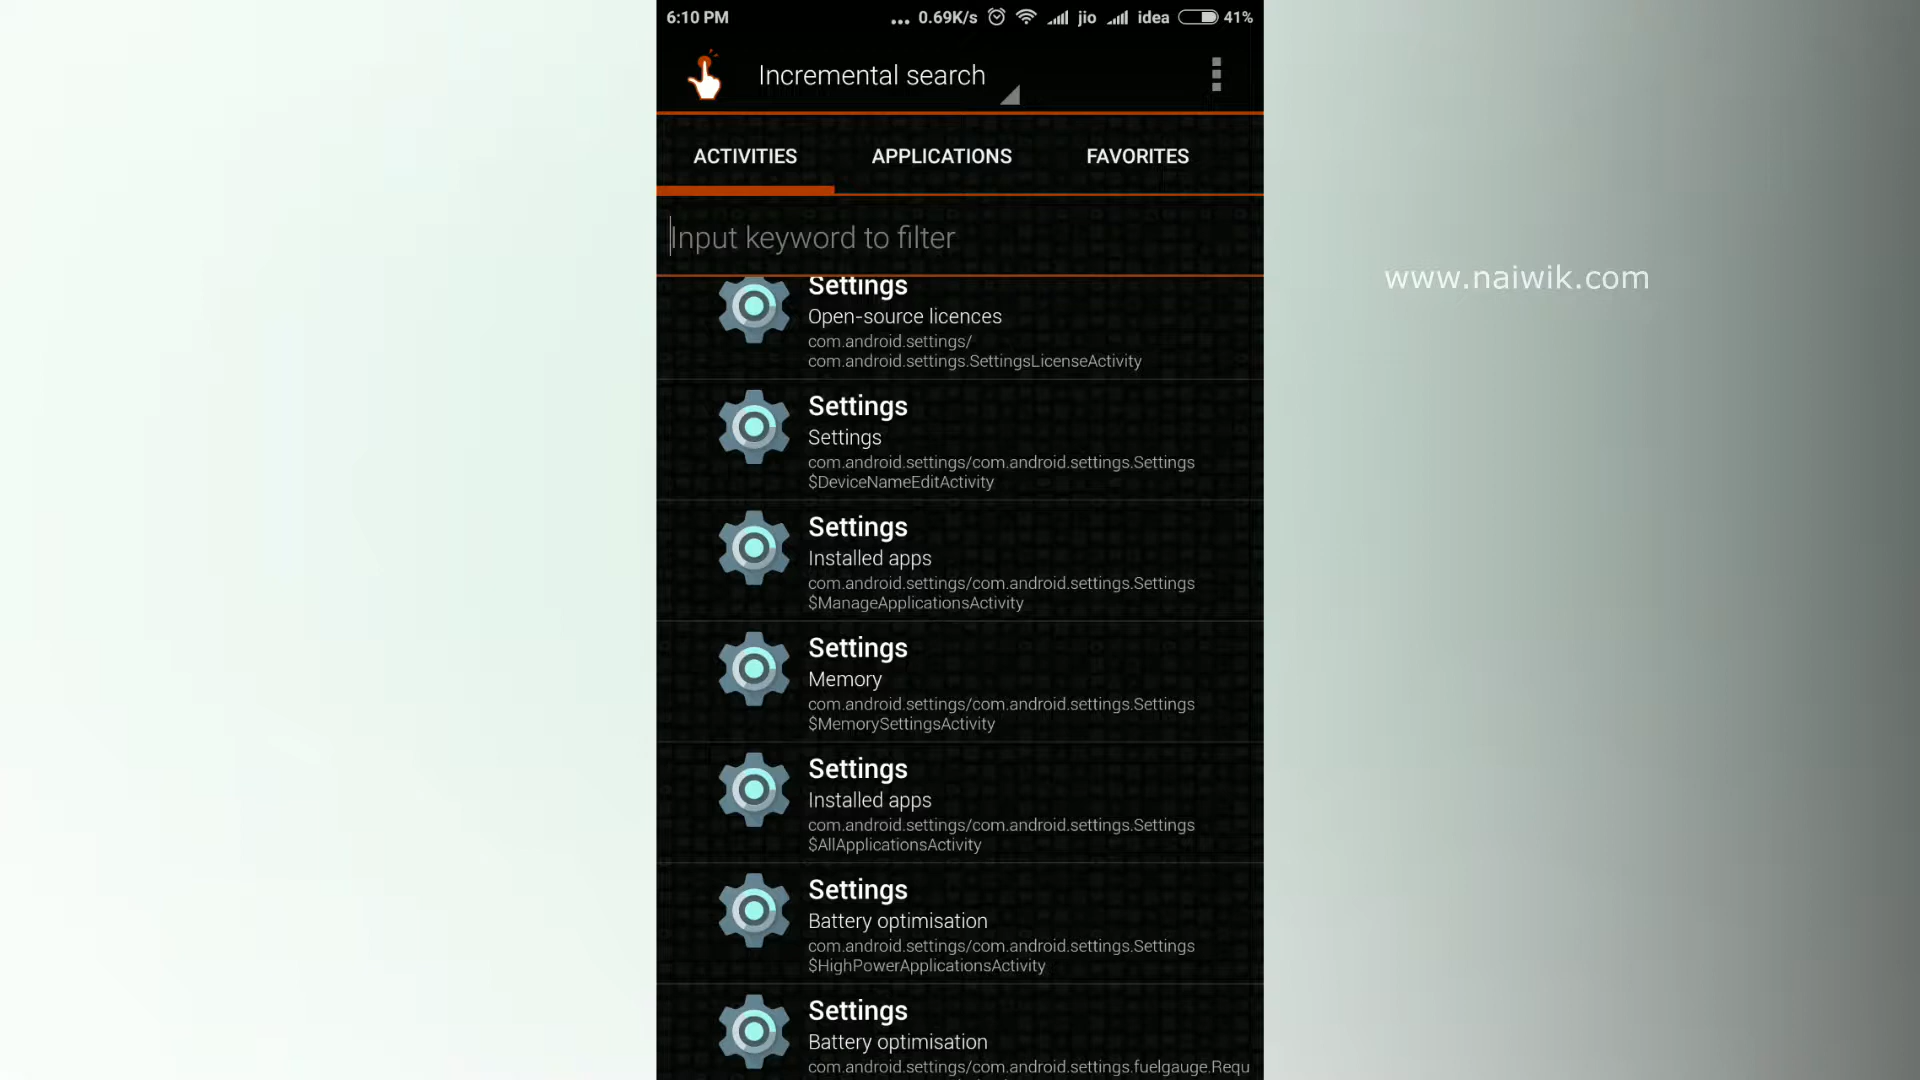 6:10 PM
... 0.69K/s jio idea 41%
Incremental search
ACTIVITIES APPLICATIONS FAVORITES
Input keyword to filter
www.naiwik.com
Settings
Open-source licences
com.android.settings/
com.android.settings.SettingsLicenseActivity
Settings
Settings
com.android.settings/com.android.settings.Settings
$DeviceNameEditActivity
Settings
Installed apps
com.android.settings/com.android.settings.Settings
$ManageApplicationsActivity
Settings
Memory
com.android.settings/com.android.settings.Settings
$MemorySettingsActivity
Settings
Installed apps
com.android.settings/com.android.settings.Settings
$AllApplicationsActivity
Settings
Battery optimisation
com.android.settings/com.android.settings.Settings
$HighPowerApplicationsActivity
Settings
Battery optimisation
com.android.settings/com.android.settings.fuelgauge.Requ